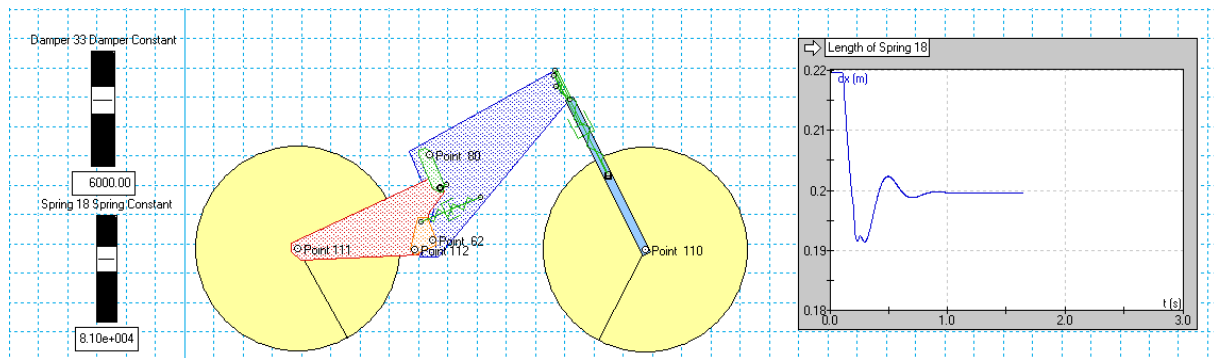 Damper 33 Damper Constant
6000.00
Spring 18 Spring Constant
8.10e+004
Point 80
Point 62
Point 111
Point 112
Point 110
Length of Spring 18
0.22
dx (m)
0.21
0.2
0.19
0.18
t (s)
0.0
1.0
2.0
3.0